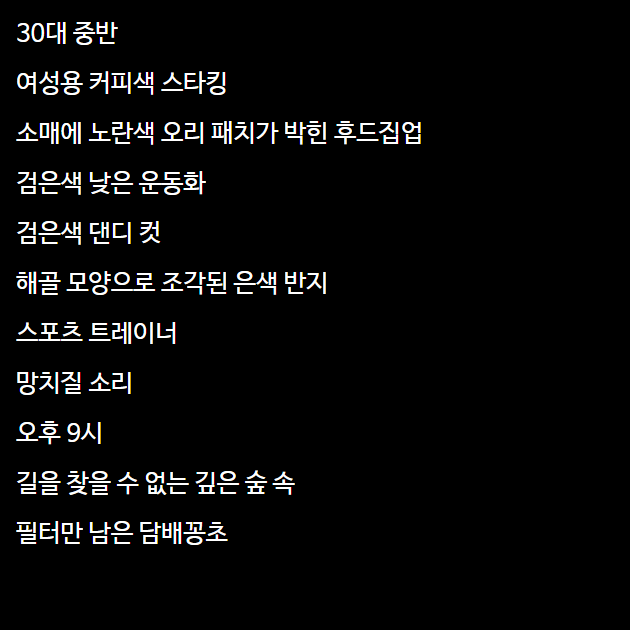 30대 중반
여성용 커피색 스타킹
소매에 노란색 오리 패치가 박힌 후드집업
검은색 낮은 운동화
검은색 댄디 컷
해골 모양으로 조각된 은색 반지
스포츠 트레이너
망치질 소리
오후 9시
길을 찾을 수 없는 깊은 숲 속
필터만 남은 담배꽁초